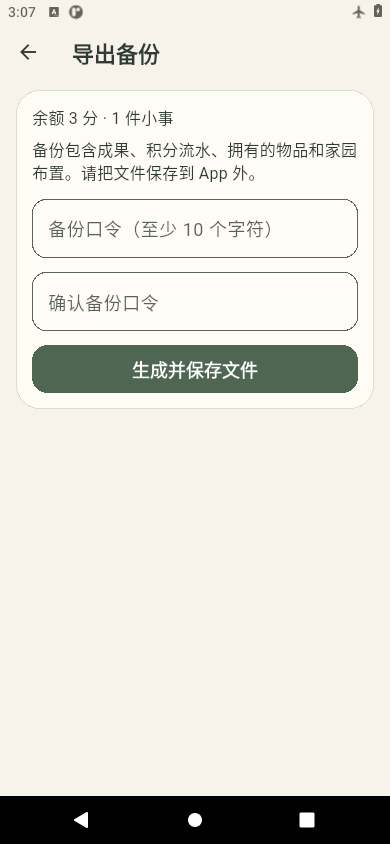 3:07
导出备份
余额 3 分 · 1 件小事
备份包含成果、积分流水、拥有的物品和家园
布置。请把文件保存到 App 外。
备份口令（至少 10 个字符）
确认备份口令
生成并保存文件